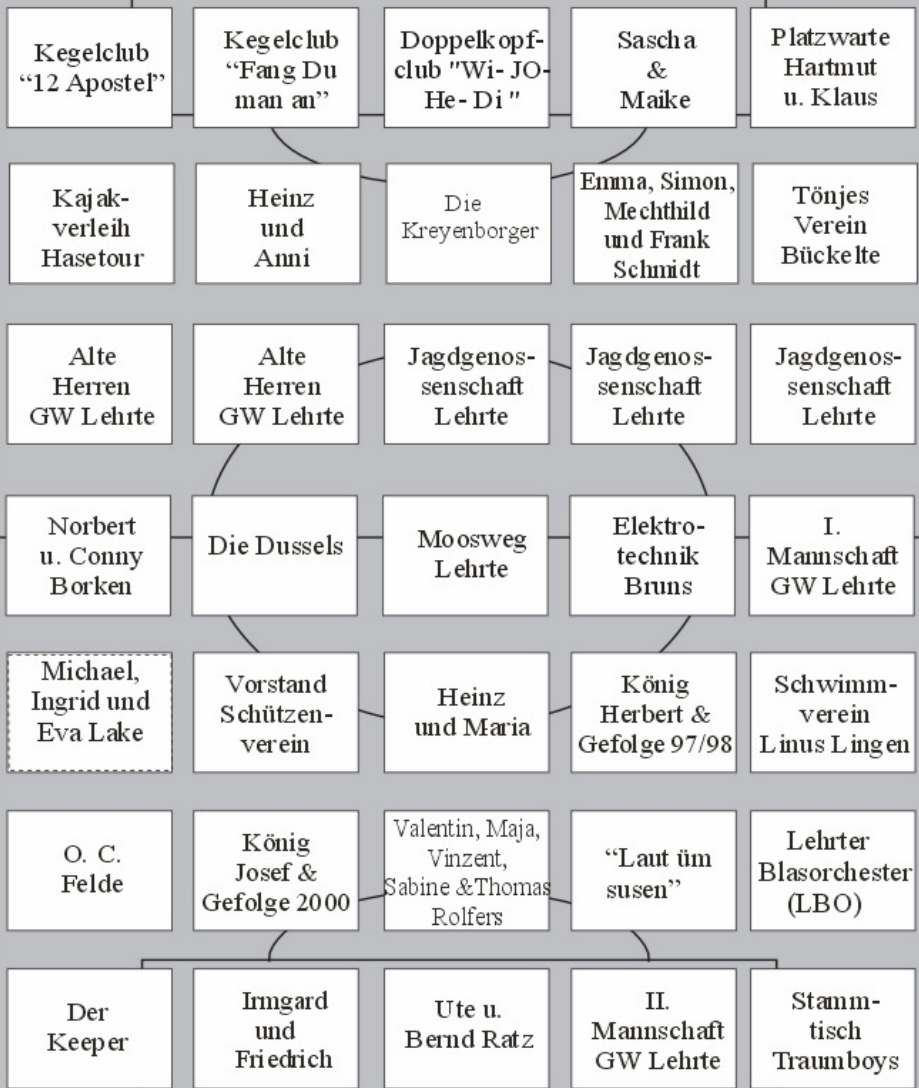 Kegelclub
“12 Apostel”
Kegelclub
“Fang Du
man an”
Doppelkopf-
club "Wi- JO-
He- Di "
Sascha
&
Maike
Platzwarte
Hartmut
u. Klaus
Kajak-
verleih
Hasetour
Heinz
und
Anni
Die
Kreyenborger
Emma, Simon,
Mechthild
und Frank
Schmidt
Tönjes
Verein
Bückelte
Alte
Herren
GW Lehrte
Alte
Herren
GW Lehrte
Jagdgenos-
senschaft
Lehrte
Jagdgenos-
senschaft
Lehrte
Jagdgenos-
senschaft
Lehrte
Norbert
u. Conny
Borken
Die Dussels
Moosweg
Lehrte
Elektro-
technik
Bruns
I.
Mannschaft
GW Lehrte
Michael,
Ingrid und
Eva Lake
Vorstand
Schützen-
verein
Heinz
und Maria
König
Herbert &
Gefolge 97/98
Schwimm-
verein
Linus Lingen
O. C.
Felde
König
Josef &
Gefolge 2000
Valentin, Maja,
Vinzent,
Sabine &Thomas
Rolfers
“Laut üm
susen”
Lehrter
Blasorchester
(LBO)
Der
Keeper
Irmgard
und
Friedrich
Ute u.
Bernd Ratz
II.
Mannschaft
GW Lehrte
Stamm-
tisch
Traumboys